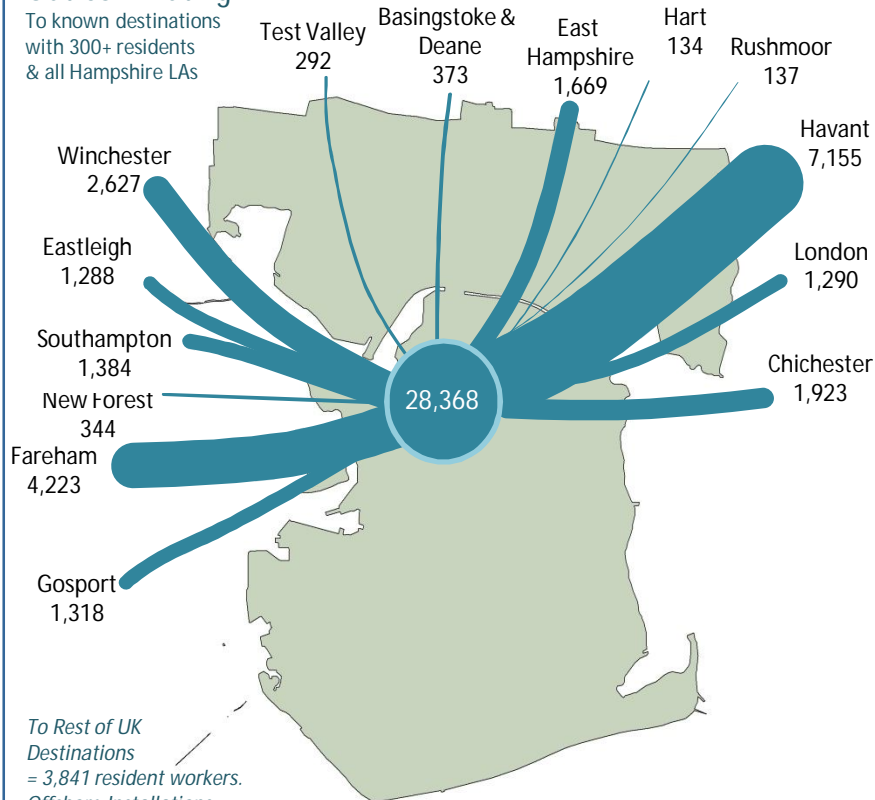 To known destinations
with 300+ residents
& all Hampshire LAs
Test Valley
292
Basingstoke &
Deane
373
East
Hampshire
1,669
Hart
134
Rushmoor
137
Havant
7,155
Winchester
2,627
Eastleigh
1,288
London
1,290
Southampton
1,384
Chichester
1,923
New Forest
344
28,368
Fareham
4,223
Gosport
1,318
To Rest of UK
Destinations
= 3,841 resident workers.
Offshore Installations